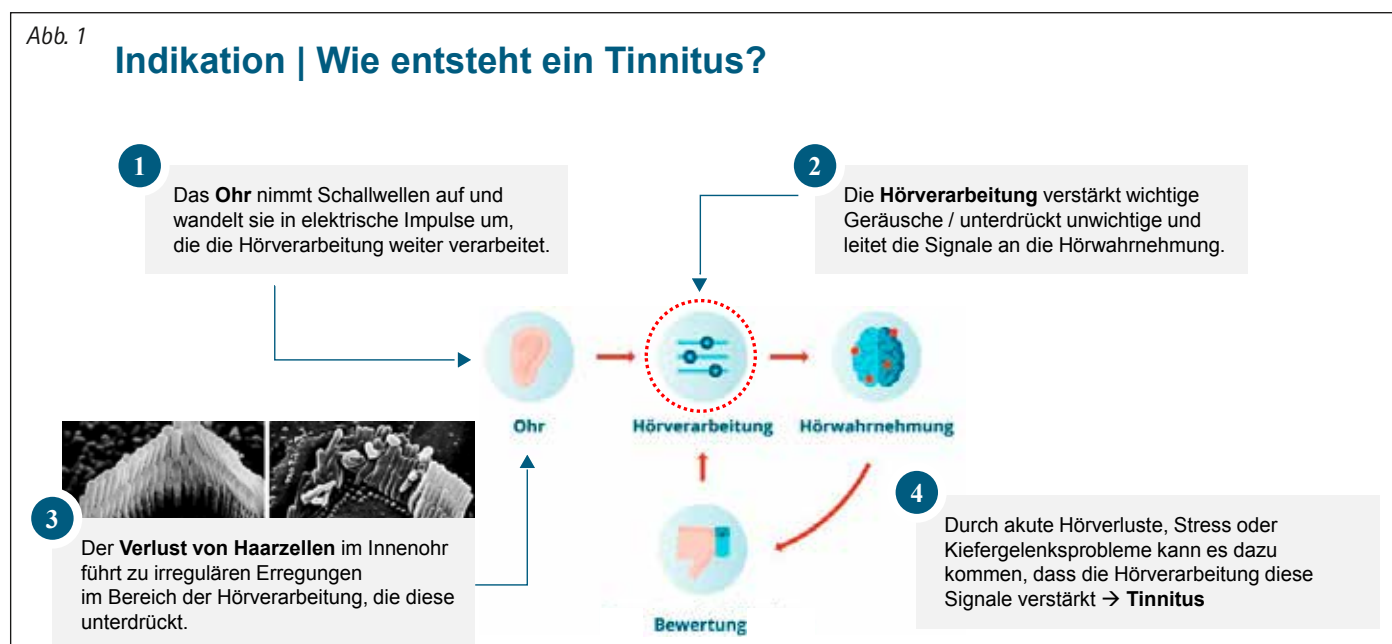 Abb. 1
Indikation | Wie entsteht ein Tinnitus?
1
Das Ohr nimmt Schallwellen auf und
wandelt sie in elektrische Impulse um,
die die Hörverarbeitung weiter verarbeitet.
2
Die Hörverarbeitung verstärkt wichtige
Geräusche / unterdrückt unwichtige und
leitet die Signale an die Hörwahrnehmung.
Ohr
Hörverarbeitung
Hörwahrnehmung
3
Der Verlust von Haarzellen im Innenohr
führt zu irregulären Erregungen
im Bereich der Hörverarbeitung, die diese
unterdrückt.
Bewertung
4
Durch akute Hörverluste, Stress oder
Kiefergelenksprobleme kann es dazu
kommen, dass die Hörverarbeitung diese
Signale verstärkt → Tinnitus